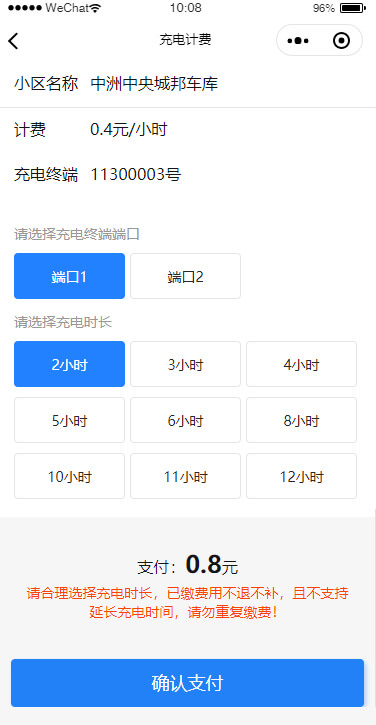 WeChat 10:08 96%
充电计费
小区名称 中洲中央城邦车库
计费 0.4元/小时
充电终端 11300003号
请选择充电终端端口
端口1 端口2
请选择充电时长
2小时 3小时 4小时
5小时 6小时 8小时
10小时 11小时 12小时
支付：0.8元
请合理选择充电时长，已缴费用不退不补，且不支持
延长充电时间，请勿重复缴费！
确认支付